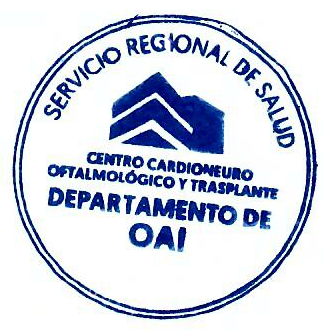 SERVICIO REGIONAL DE SALUD
CENTRO CARDIONEURO
OFTALMOLÓGICO Y TRASPLANTE
DEPARTAMENTO DE
OAI